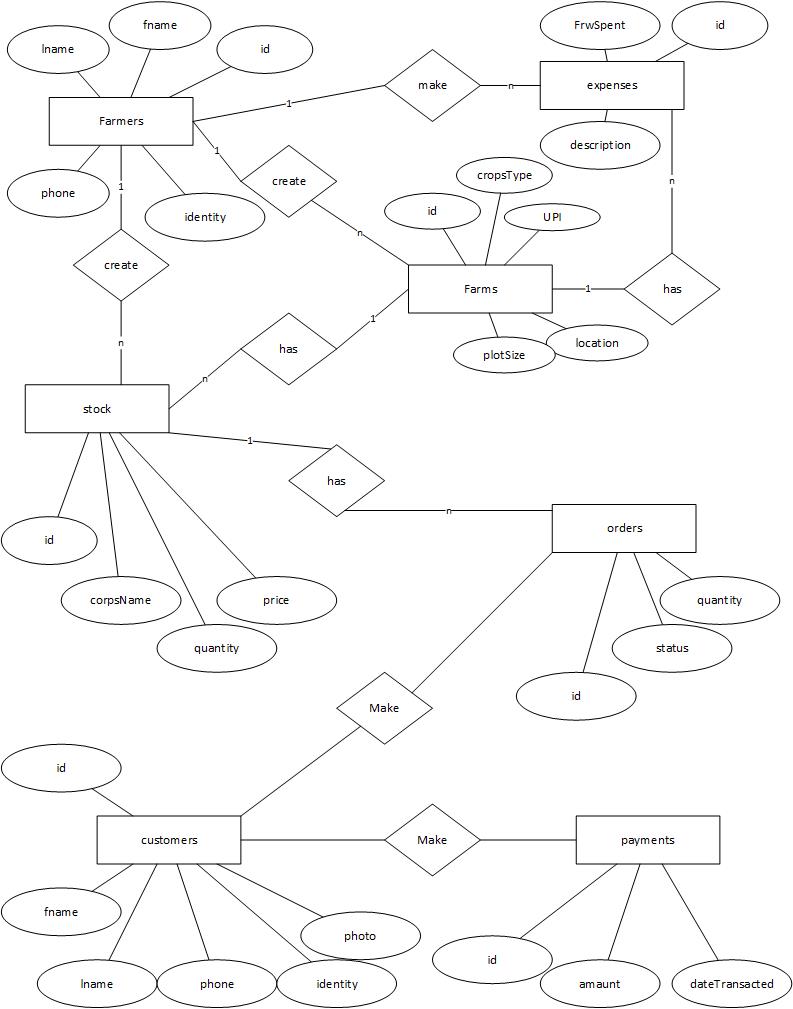 fname
FrwSpent
id
lname
id
make
n
expenses
1
Farmers
1
description
create
cropsType
phone
1
n
id
identity
UPI
n
create
Farms
1
has
1
n
has
location
plotSize
n
stock
1
has
n
orders
id
corpsName
price
quantity
quantity
status
id
Make
id
customers
Make
payments
fname
photo
id
lname
phone
identity
amaunt
dateTransacted